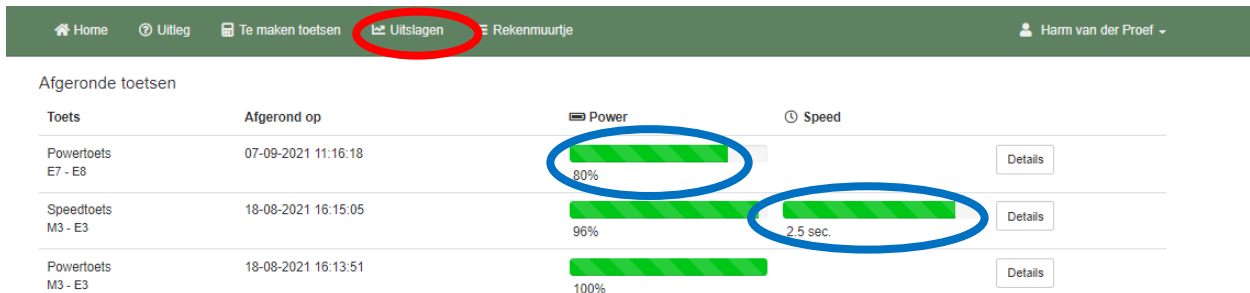 Home Uitleg Te maken toetsen Uitslagen Rekenmuurtje Harm van der Proef
Afgeronde toetsen
Toets Afgerond op Power Speed
Powertoets 07-09-2021 11:16:18 Details
E7 - E8 80%
Speedtoets 18-08-2021 16:15:05 Details
M3 - E3 96% 2.5 sec.
Powertoets 18-08-2021 16:13:51 Details
M3 - E3 100%